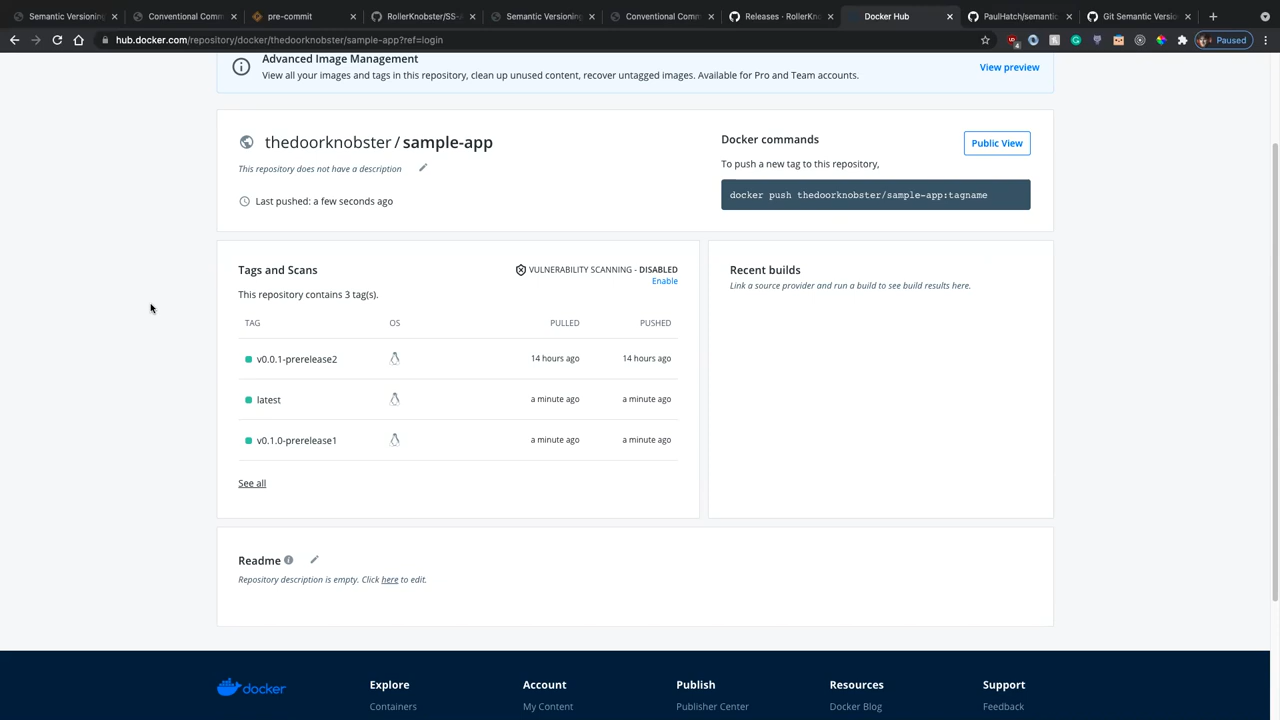 Semantic Versioning
Conventional Comm
pre-commit
RollerKnobster/SS-
Semantic Versioning
Conventional Comm
Releases · RollerKn
Docker Hub
PaulHatch/semantic
Git Semantic Versio
hub.docker.com/repository/docker/thedoorknobster/sample-app?ref=login
4
Paused
Advanced Image Management
View all your images and tags in this repository, clean up unused content, recover untagged images. Available for Pro and Team accounts.
View preview
thedoorknobster / sample-app
This repository does not have a description
Last pushed: a few seconds ago
Docker commands
Public View
To push a new tag to this repository,
docker push thedoorknobster/sample-app:tagname
Tags and Scans
VULNERABILITY SCANNING - DISABLED
Enable
This repository contains 3 tag(s).
TAG OS PULLED PUSHED
v0.0.1-prerelease2 14 hours ago 14 hours ago
latest a minute ago a minute ago
v0.1.0-prerelease1 a minute ago a minute ago
See all
Recent builds
Link a source provider and run a build to see build results here.
Readme
Repository description is empty. Click here to edit.
docker
Explore
Containers
Account
My Content
Publish
Publisher Center
Resources
Docker Blog
Support
Feedback